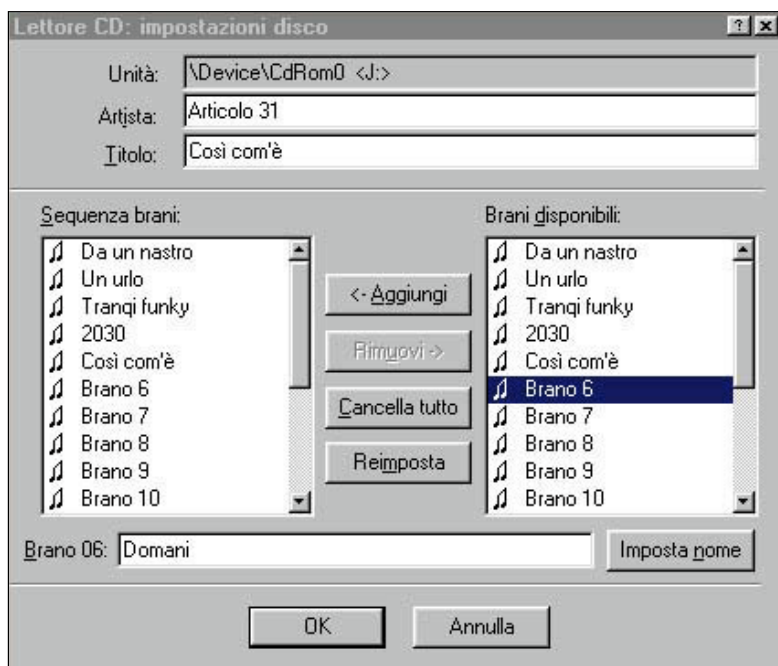 Lettore CD: impostazioni disco
Unità: \Device\CdRom0 <J:>
Artista: Articolo 31
Titolo: Così com'è
Sequenza brani:
Da un nastro
Un urlo
Tranqi funky
2030
Così com'è
Brano 6
Brano 7
Brano 8
Brano 9
Brano 10
<- Aggiungi
Rimuovi ->
Cancella tutto
Reimposta
Brani disponibili:
Da un nastro
Un urlo
Tranqi funky
2030
Così com'è
Brano 6
Brano 7
Brano 8
Brano 9
Brano 10
Brano 06: Domani
Imposta nome
OK
Annulla